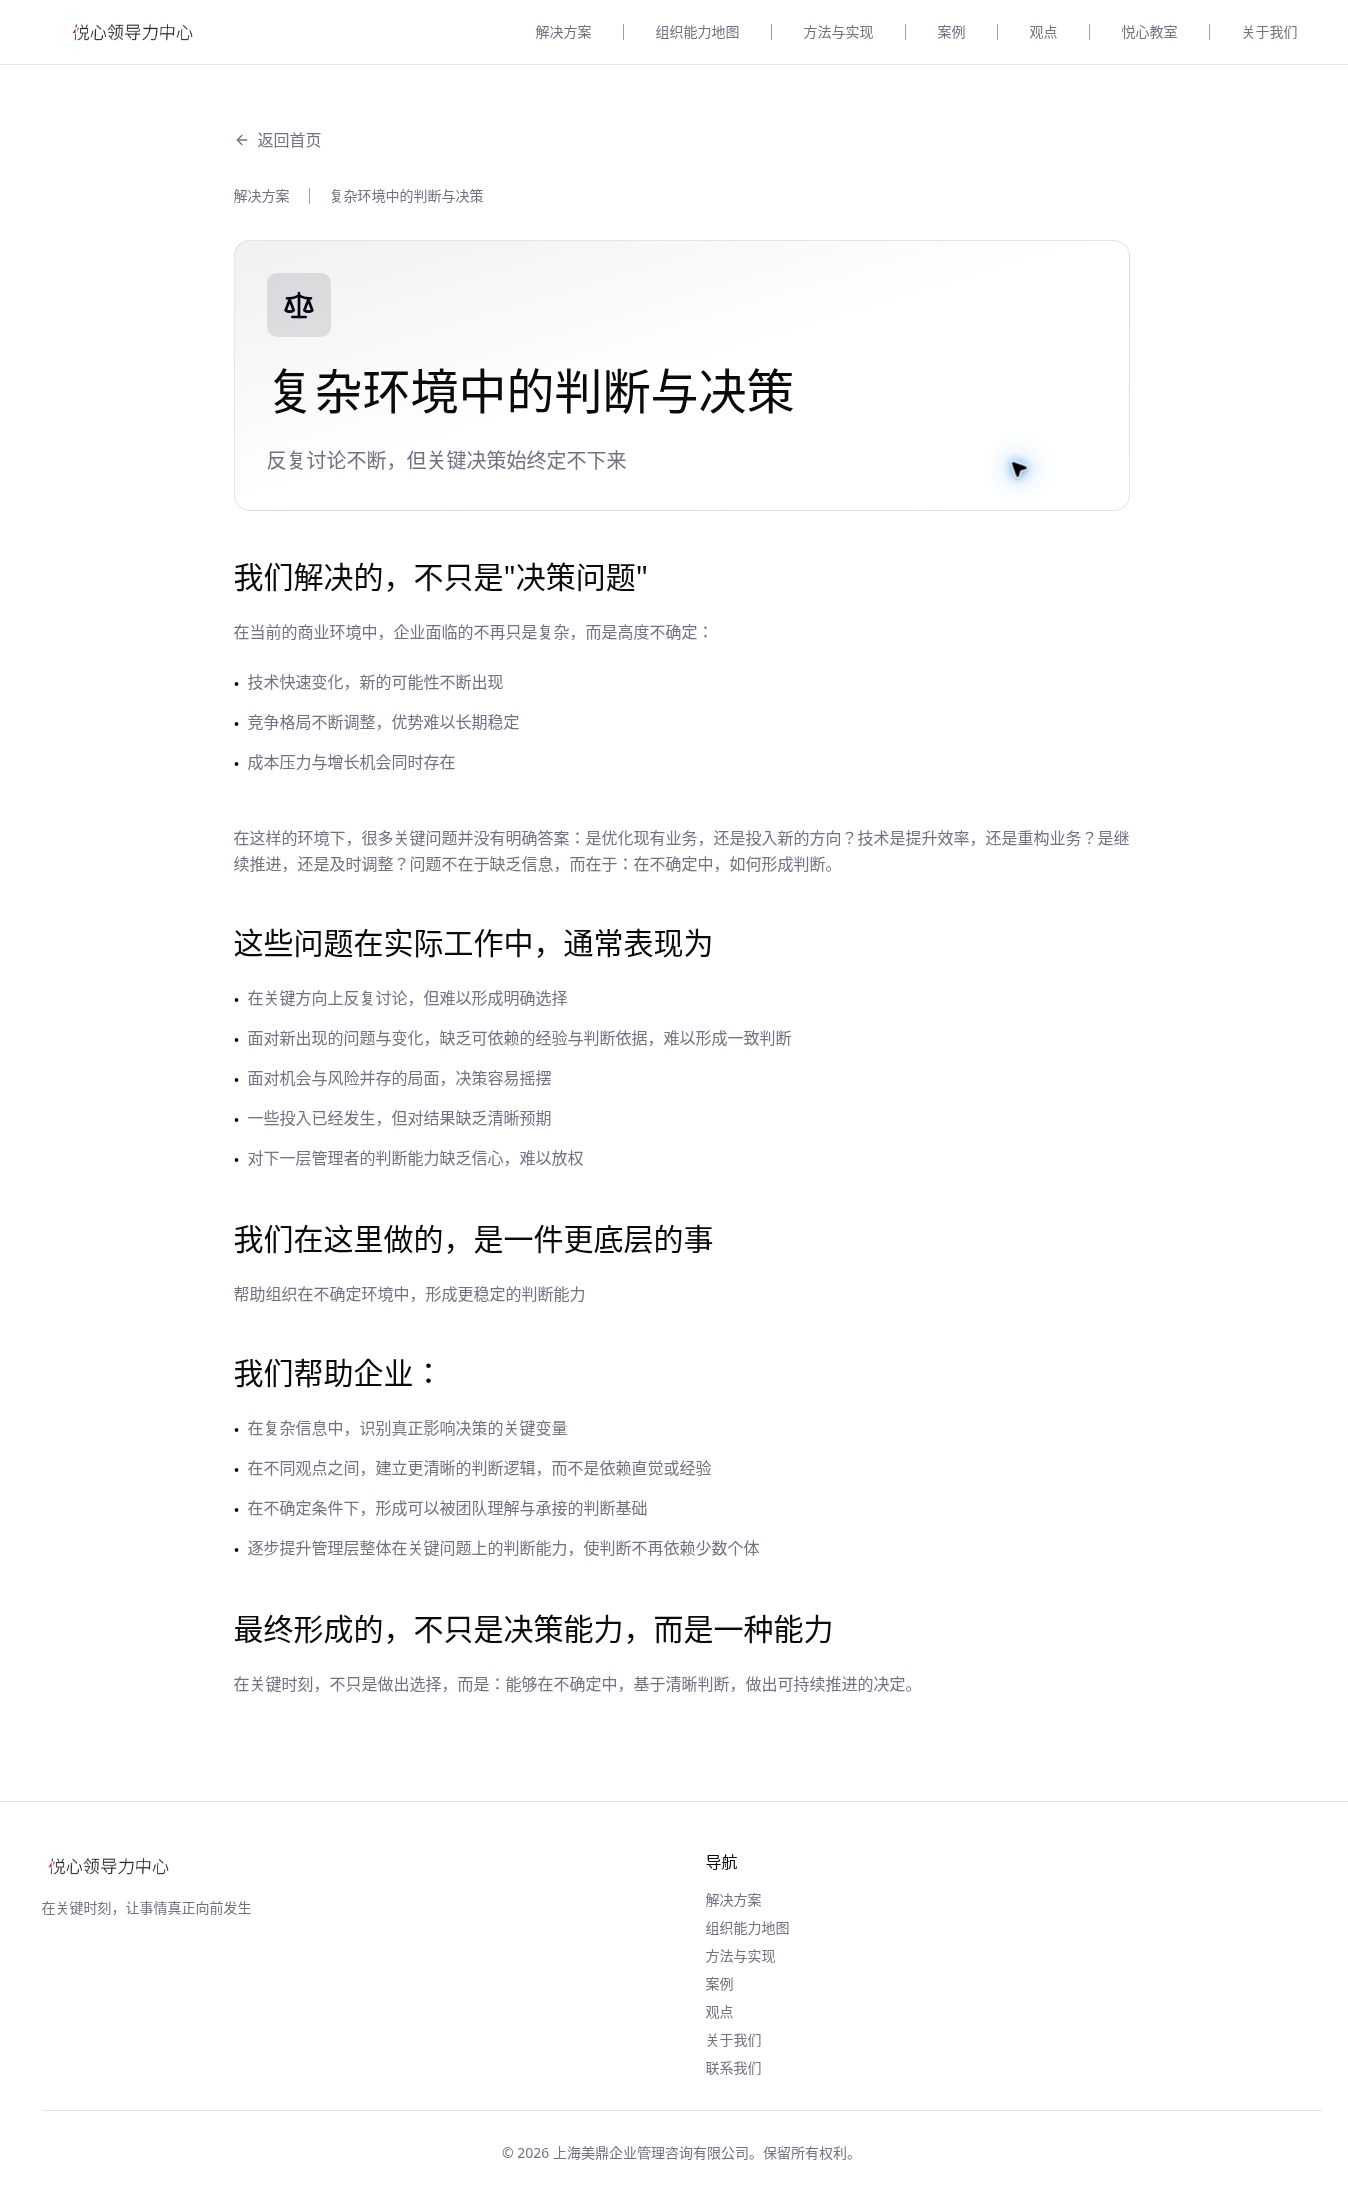 悦心领导力中心
解决方案
组织能力地图
方法与实现
案例
观点
悦心教室
关于我们
返回首页
解决方案
复杂环境中的判断与决策
复杂环境中的判断与决策
反复讨论不断，但关键决策始终定不下来
我们解决的，不只是"决策问题"
在当前的商业环境中，企业面临的不再只是复杂，而是高度不确定：
• 技术快速变化，新的可能性不断出现
• 竞争格局不断调整，优势难以长期稳定
• 成本压力与增长机会同时存在
在这样的环境下，很多关键问题并没有明确答案：是优化现有业务，还是投入新的方向？技术是提升效率，还是重构业务？是继
续推进，还是及时调整？问题不在于缺乏信息，而在于：在不确定中，如何形成判断。
这些问题在实际工作中，通常表现为
• 在关键方向上反复讨论，但难以形成明确选择
• 面对新出现的问题与变化，缺乏可依赖的经验与判断依据，难以形成一致判断
• 面对机会与风险并存的局面，决策容易摇摆
• 一些投入已经发生，但对结果缺乏清晰预期
• 对下一层管理者的判断能力缺乏信心，难以放权
我们在这里做的，是一件更底层的事
帮助组织在不确定环境中，形成更稳定的判断能力
我们帮助企业：
• 在复杂信息中，识别真正影响决策的关键变量
• 在不同观点之间，建立更清晰的判断逻辑，而不是依赖直觉或经验
• 在不确定条件下，形成可以被团队理解与承接的判断基础
• 逐步提升管理层整体在关键问题上的判断能力，使判断不再依赖少数个体
最终形成的，不只是决策能力，而是一种能力
在关键时刻，不只是做出选择，而是：能够在不确定中，基于清晰判断，做出可持续推进的决定。
悦心领导力中心
在关键时刻，让事情真正向前发生
导航
解决方案
组织能力地图
方法与实现
案例
观点
关于我们
联系我们
© 2026 上海美鼎企业管理咨询有限公司。保留所有权利。